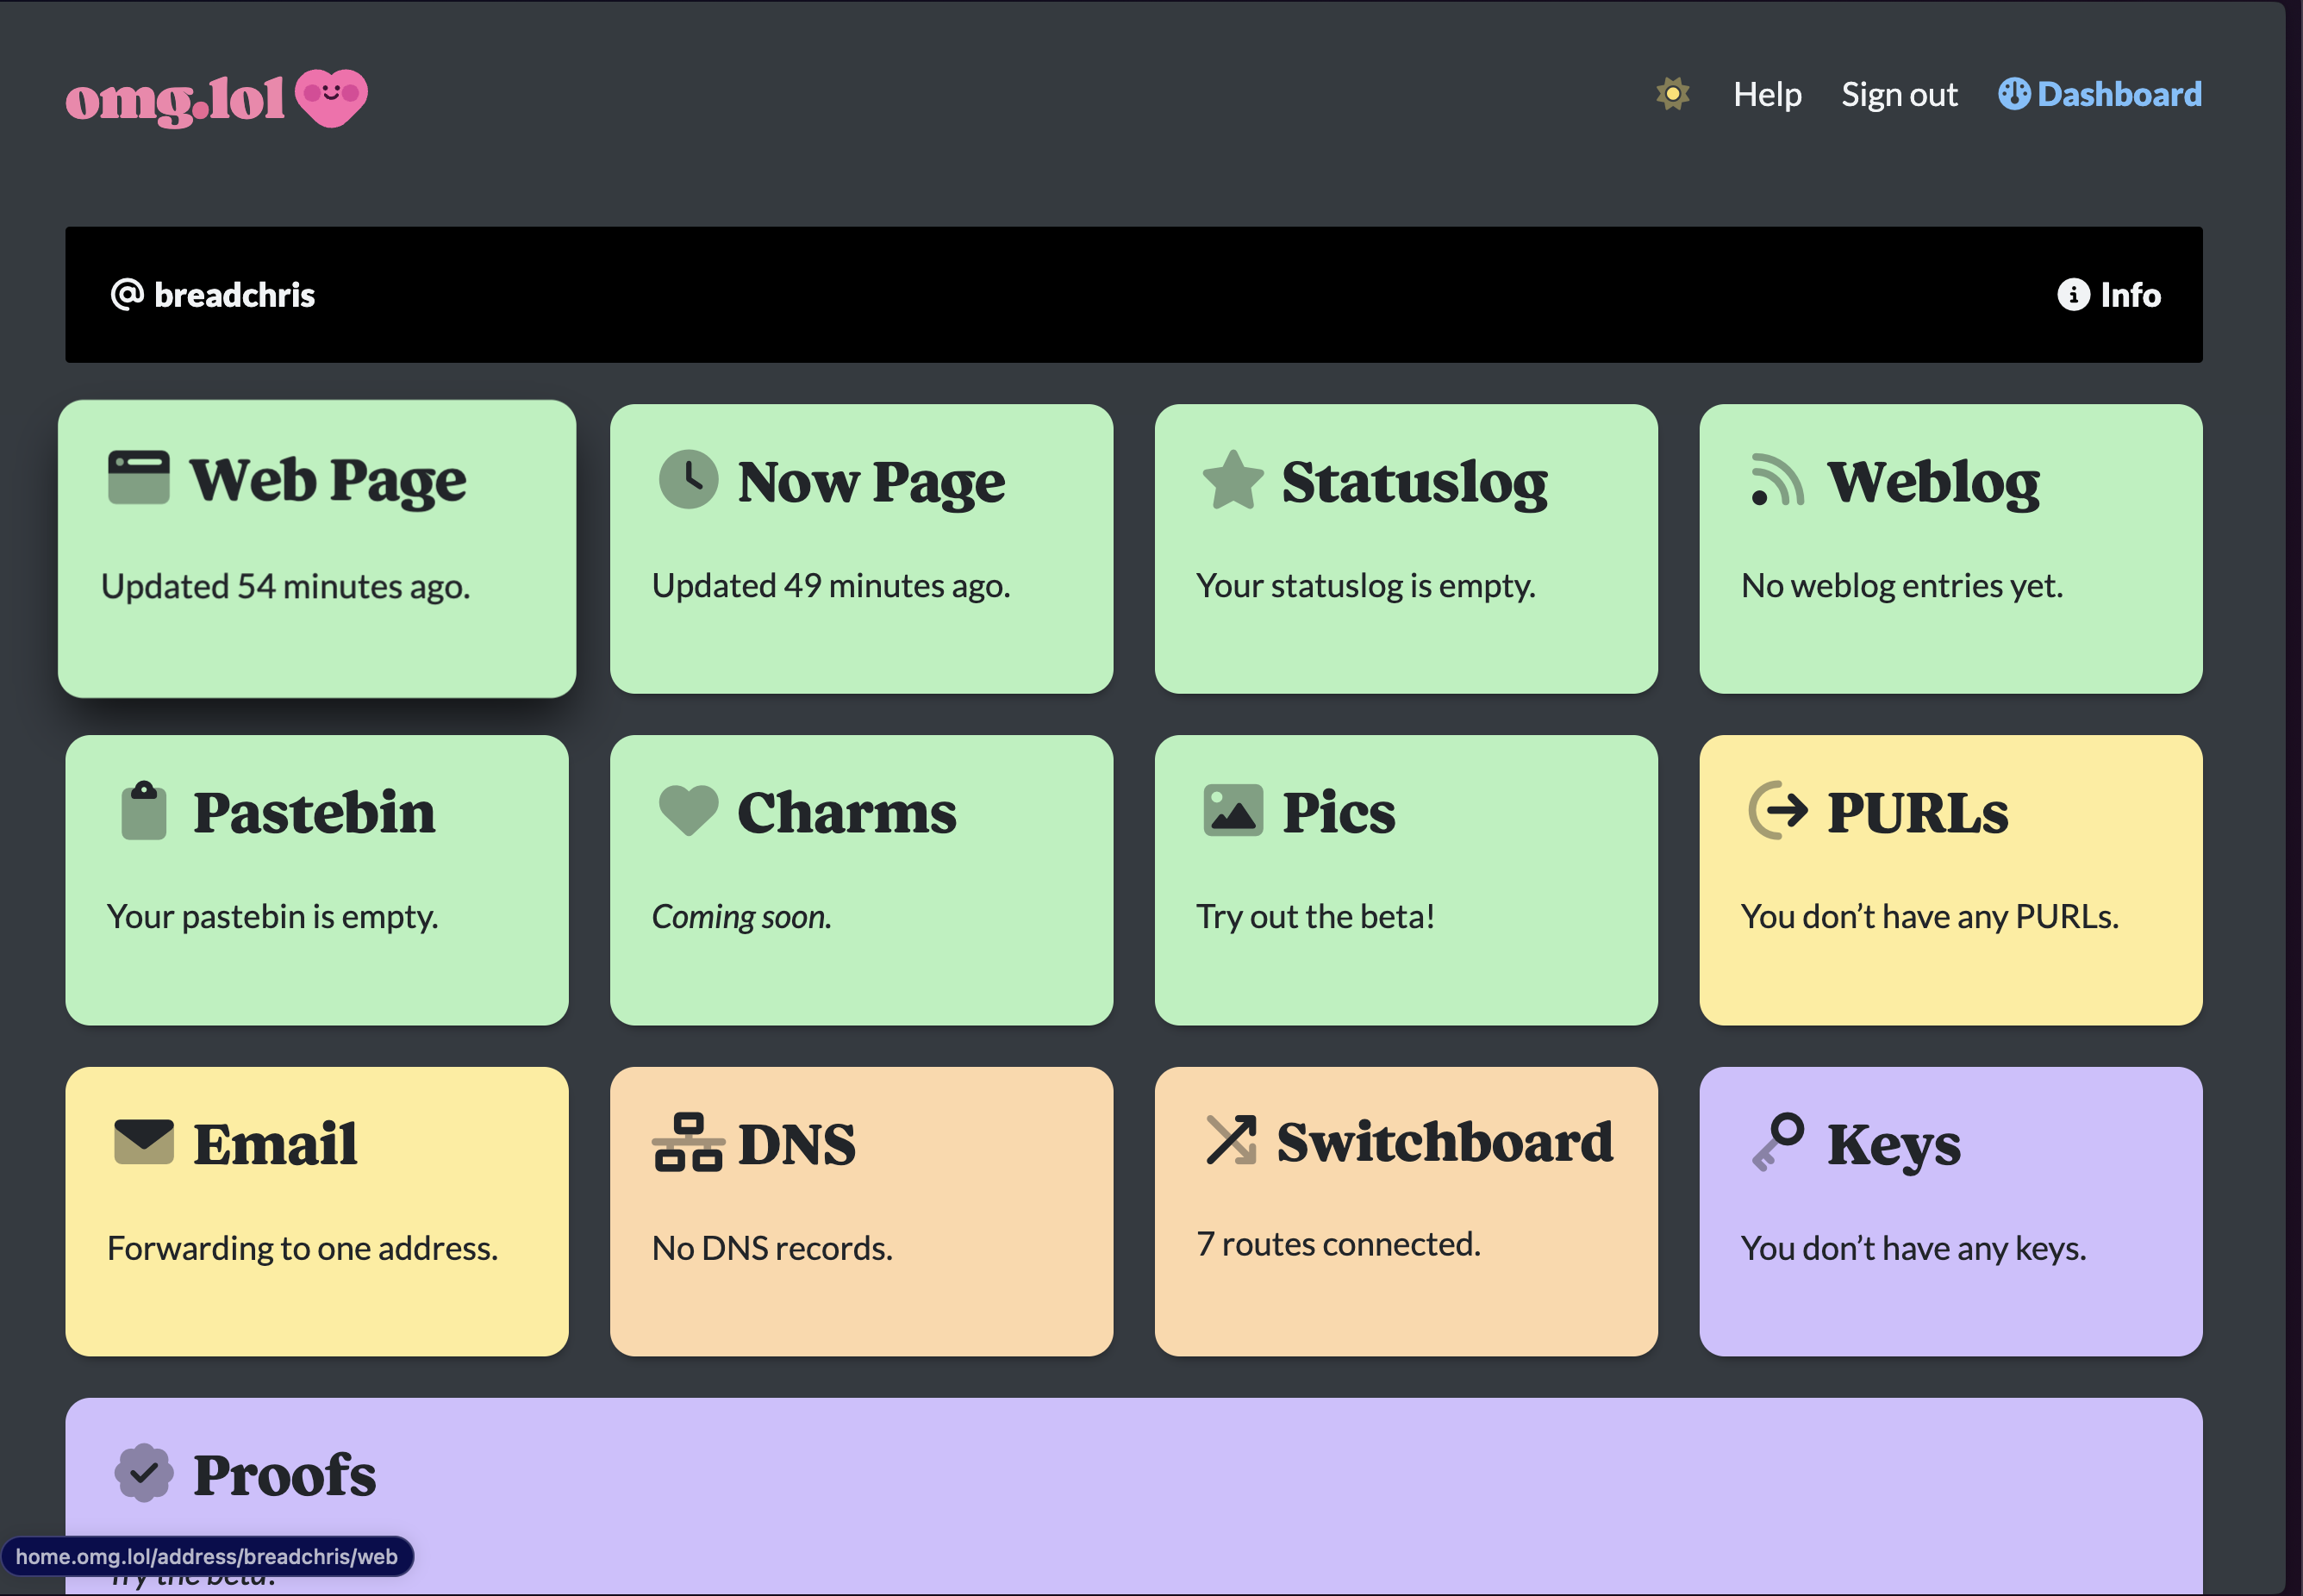 omg.lol
Help Sign out Dashboard
@ breadchris
Info
Web Page
Updated 54 minutes ago.
Now Page
Updated 49 minutes ago.
Statuslog
Your statuslog is empty.
Weblog
No weblog entries yet.
Pastebin
Your pastebin is empty.
Charms
Coming soon.
Pics
Try out the beta!
PURLs
You don’t have any PURLs.
Email
Forwarding to one address.
DNS
No DNS records.
Switchboard
7 routes connected.
Keys
You don’t have any keys.
Proofs
Try the beta!
home.omg.lol/address/breadchris/web